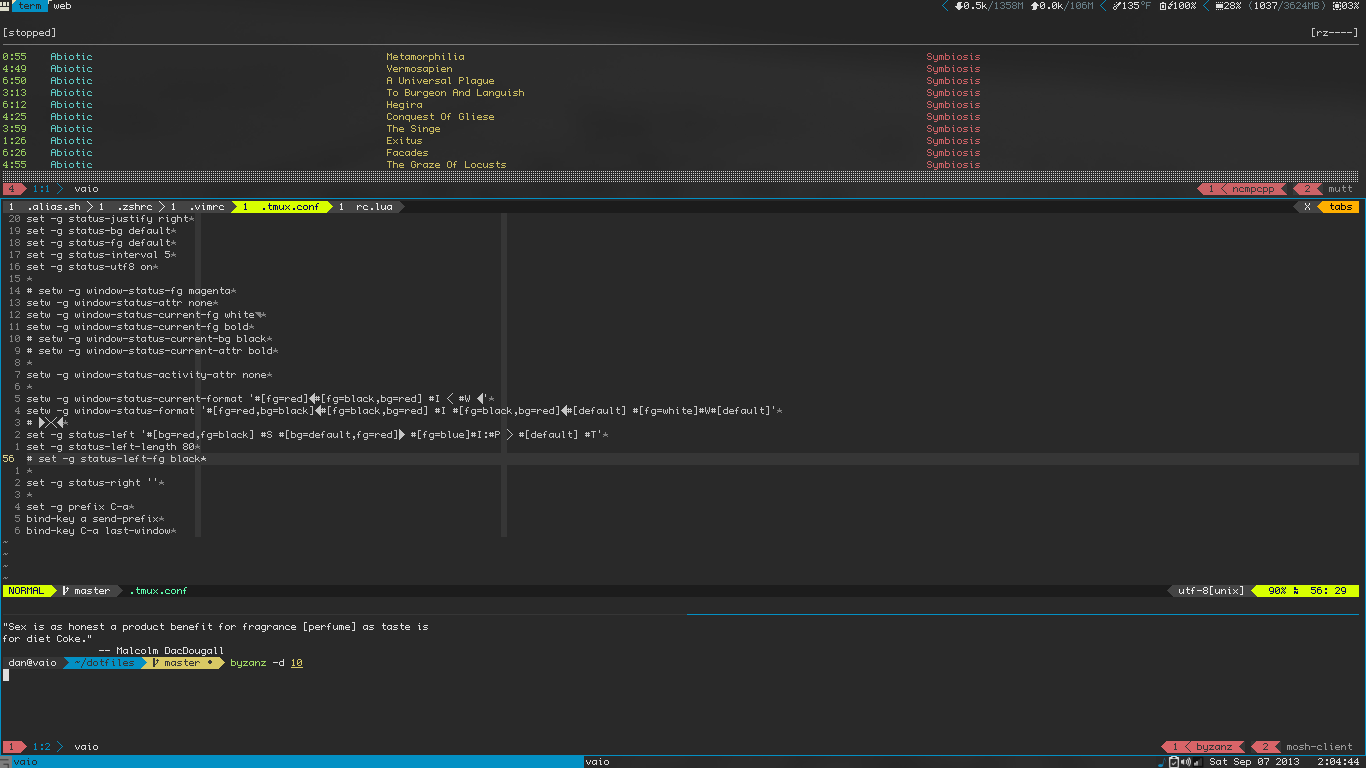 term web 0.5k/1358M 0.0k/106M 135°F 100% 28% (1037/3624MB) 03%
[stopped] [rz----]
0:55 Abiotic Metamorphilia Symbiosis
4:49 Abiotic Vermosapien Symbiosis
6:50 Abiotic A Universal Plague Symbiosis
3:13 Abiotic To Burgeon And Languish Symbiosis
6:12 Abiotic Hegira Symbiosis
4:25 Abiotic Conquest Of Gliese Symbiosis
3:59 Abiotic The Singe Symbiosis
1:26 Abiotic Exitus Symbiosis
6:26 Abiotic Facades Symbiosis
4:55 Abiotic The Graze Of Locusts Symbiosis
4 1:1 vaio 1 ncmpcpp 2 mutt
1 .alias.sh 1 .zshrc 1 .vimrc 1 .tmux.conf 1 rc.lua X tabs
20 set -g status-justify right*
19 set -g status-bg default*
18 set -g status-fg default*
17 set -g status-interval 5*
16 set -g status-utf8 on*
15 *
14 # setw -g window-status-fg magenta*
13 setw -g window-status-attr none*
12 setw -g window-status-current-fg white*
11 setw -g window-status-current-fg bold*
10 # setw -g window-status-current-bg black*
9 # setw -g window-status-current-attr bold*
8 *
7 setw -g window-status-activity-attr none*
6 *
5 setw -g window-status-current-format '#[fg=red]#[fg=black,bg=red] #I #W '*
4 setw -g window-status-format '#[fg=red,bg=black]#[fg=black,bg=red] #I #[fg=black,bg=red]#[default] #[fg=white]#W#[default]'*
3 # *
2 set -g status-left '#[bg=red,fg=black] #S #[bg=default,fg=red] #[fg=blue]#I:#P #[default] #T'*
1 set -g status-left-length 80*
56 # set -g status-left-fg black*
1 *
2 set -g status-right ''*
3 *
4 set -g prefix C-a*
5 bind-key a send-prefix*
6 bind-key C-a last-window*
~
~
~
~
NORMAL master .tmux.conf utf-8[unix] 90% 56: 29
"Sex is as honest a product benefit for fragrance [perfume] as taste is
for diet Coke."
-- Malcolm DacDougall
dan@vaio ~/dotfiles master byzanz -d 10
1 1:2 vaio 1 byzanz 2 mosh-client
vaio vaio Sat Sep 07 2013 2:04:44